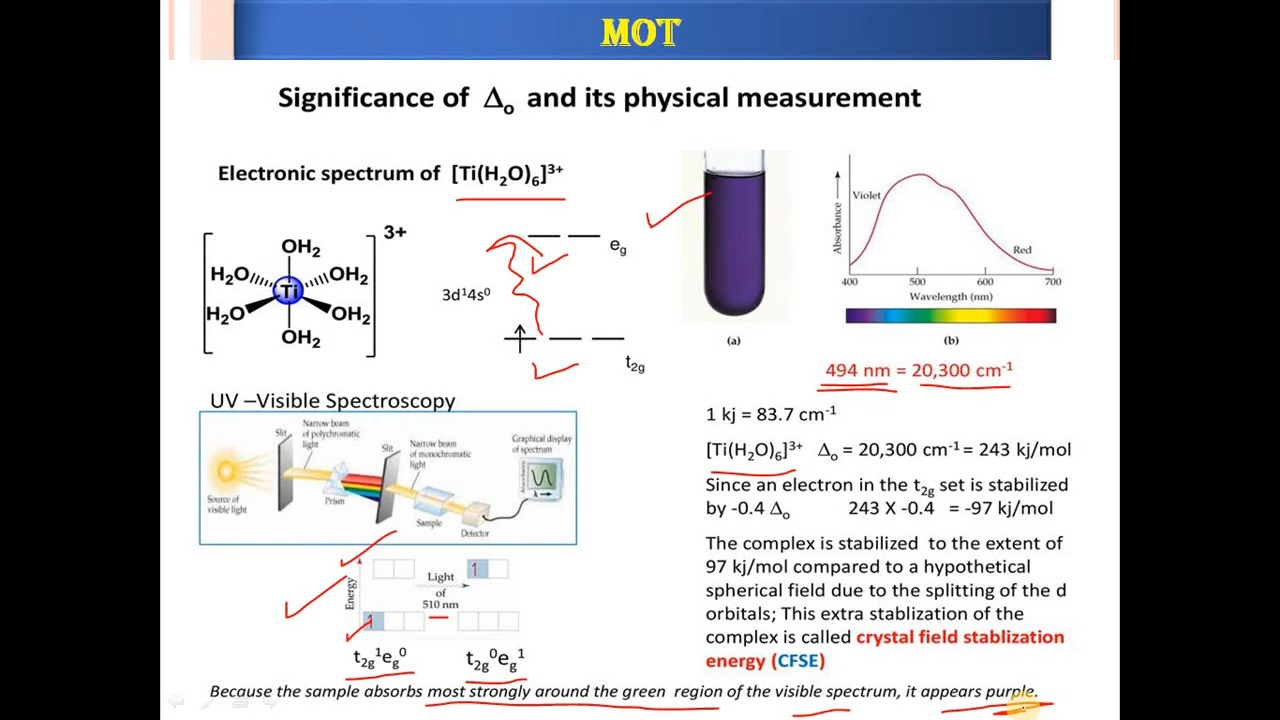 MOT
Significance of Δₒ and its physical measurement
Electronic spectrum of [Ti(H₂O)₆]³⁺
3+
OH₂
H₂O
OH₂
Ti
H₂O
OH₂
OH₂
e_g
3d¹4s⁰
t₂g
Absorbance
Violet
Red
400
500
600
700
Wavelength (nm)
(a)
(b)
494 nm = 20,300 cm⁻¹
UV –Visible Spectroscopy
Narrow beam
of polychromatic
light
Slit
Slit
Narrow beam
of monochromatic
light
Graphical display
of spectrum
Absorbance
λ
Source of
visible light
Prism
Sample
Detector
Energy
1
1
Light
of
510 nm
1
t₂g¹e_g⁰
t₂g⁰e_g¹
1 kj = 83.7 cm⁻¹
[Ti(H₂O)₆]³⁺ Δₒ = 20,300 cm⁻¹ = 243 kj/mol
Since an electron in the t₂g set is stabilized
by -0.4 Δₒ 243 X -0.4 = -97 kj/mol
The complex is stabilized to the extent of
97 kj/mol compared to a hypothetical
spherical field due to the splitting of the d
orbitals; This extra stablization of the
complex is called crystal field stablization
energy (CFSE)
Because the sample absorbs most strongly around the green region of the visible spectrum, it appears purple.